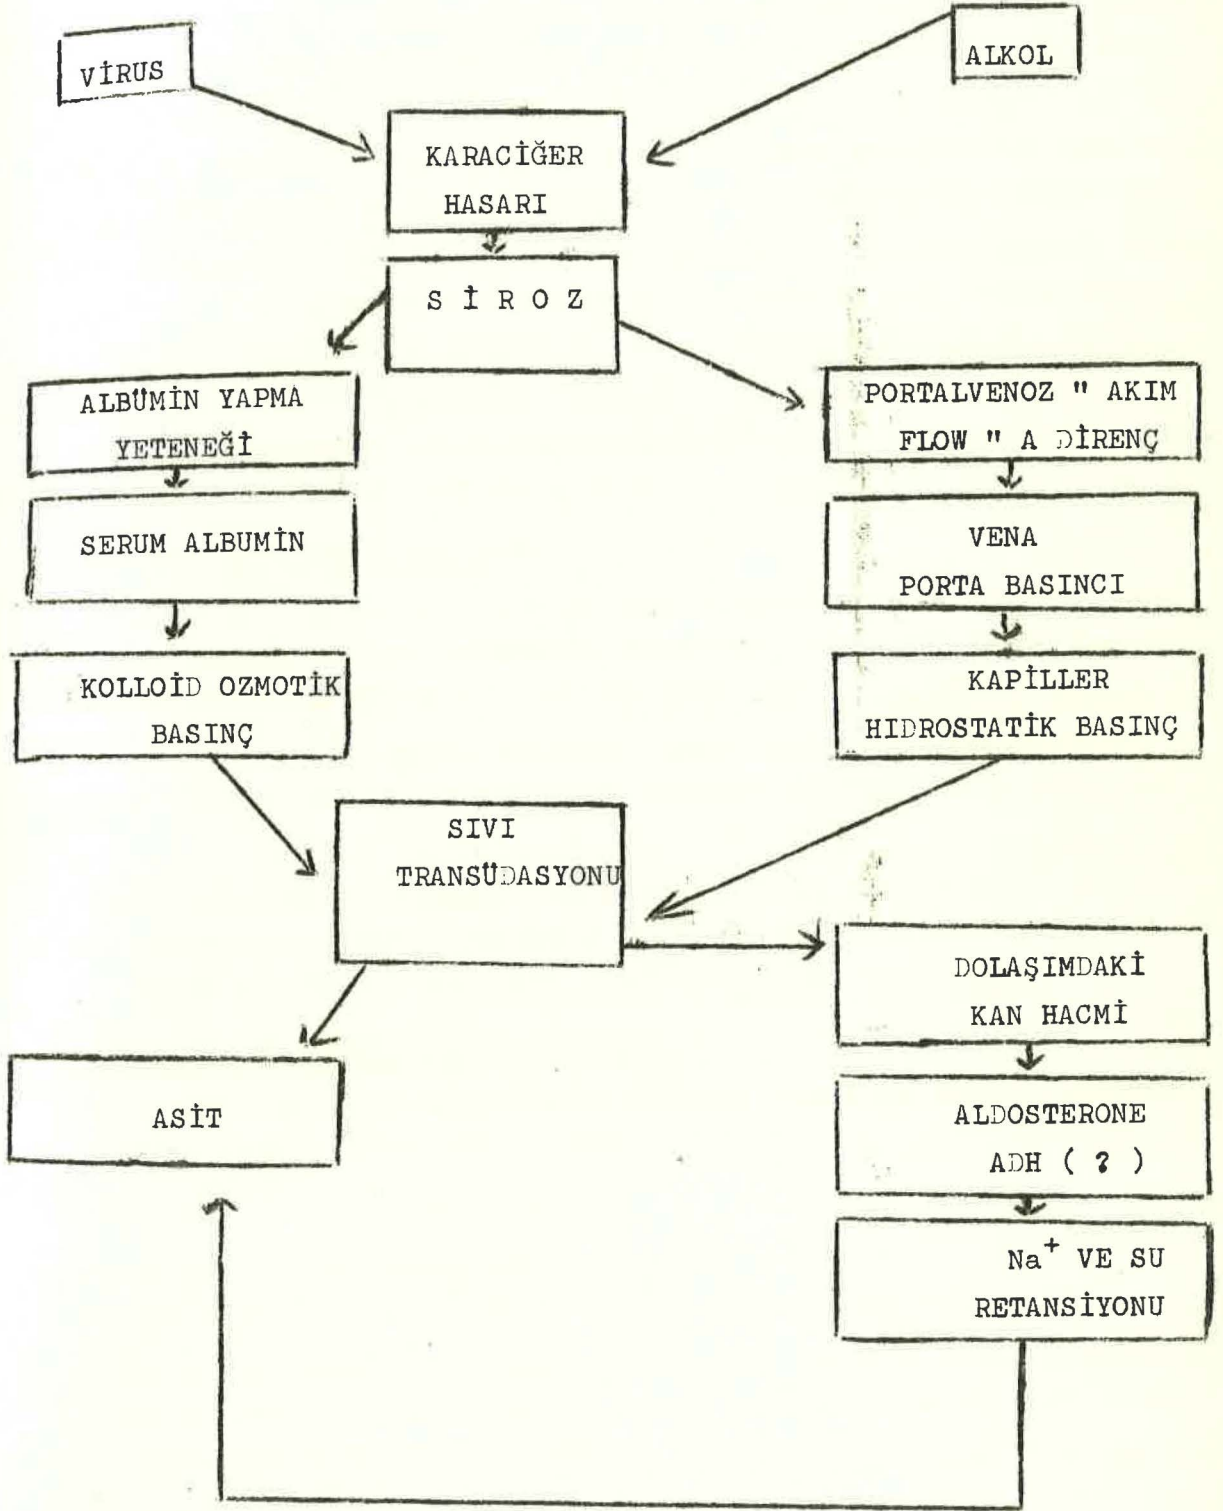 VİRUS
ALKOL
KARACİĞER
HASARI
S İ R O Z
ALBÜMİN YAPMA
YETENEĞİ
PORTALVENOZ " AKIM
FLOW " A DİRENÇ
SERUM ALBUMİN
VENA
PORTA BASINCI
KOLLOİD OZMOTİK
BASINÇ
KAPİLLER
HIDROSTATİK BASINÇ
SIVI
TRANSÜDASYONU
DOLAŞIMDAKİ
KAN HACMİ
ASİT
ALDOSTERONE
ADH ( ? )
Na⁺ VE SU
RETANSİYONU